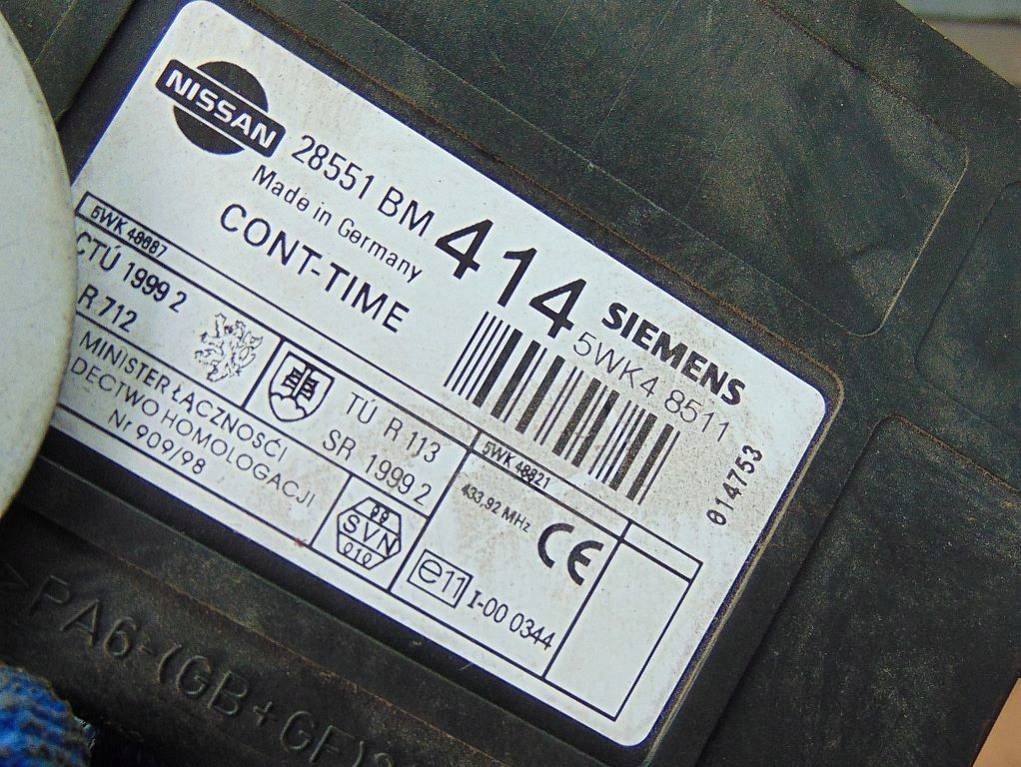 NISSAN
28551 BM 414
Made in Germany
CONT-TIME
SIEMENS
5WK4 8511
014753
5WK 48687
CTÚ 1999 2
R 712
TÚ R 113
SR 1999 2
MINISTER ŁĄCZNOŚCI
DECTWO HOMOLOGACJI
Nr 909/98
SVN
010
5WK 48821
433,92 MHz
CE
e11 I-00 0344
>PA6-(GB+GF)